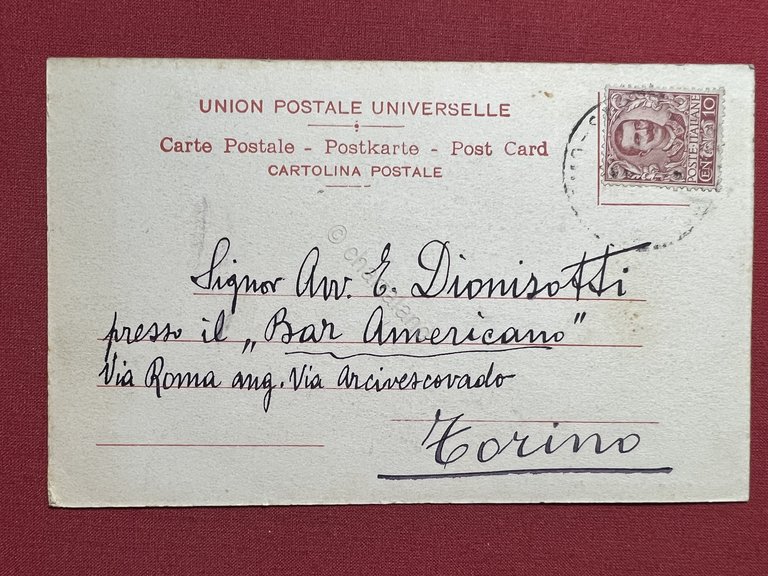 UNION POSTALE UNIVERSELLE
Carte Postale - Postkarte - Post Card
CARTOLINA POSTALE
POSTE·ITALIANE
CEN. 10
Signor Avv. E. Dionisotti
presso il „Bar Americano"
Via Roma ang. Via Arcivescovado
Torino